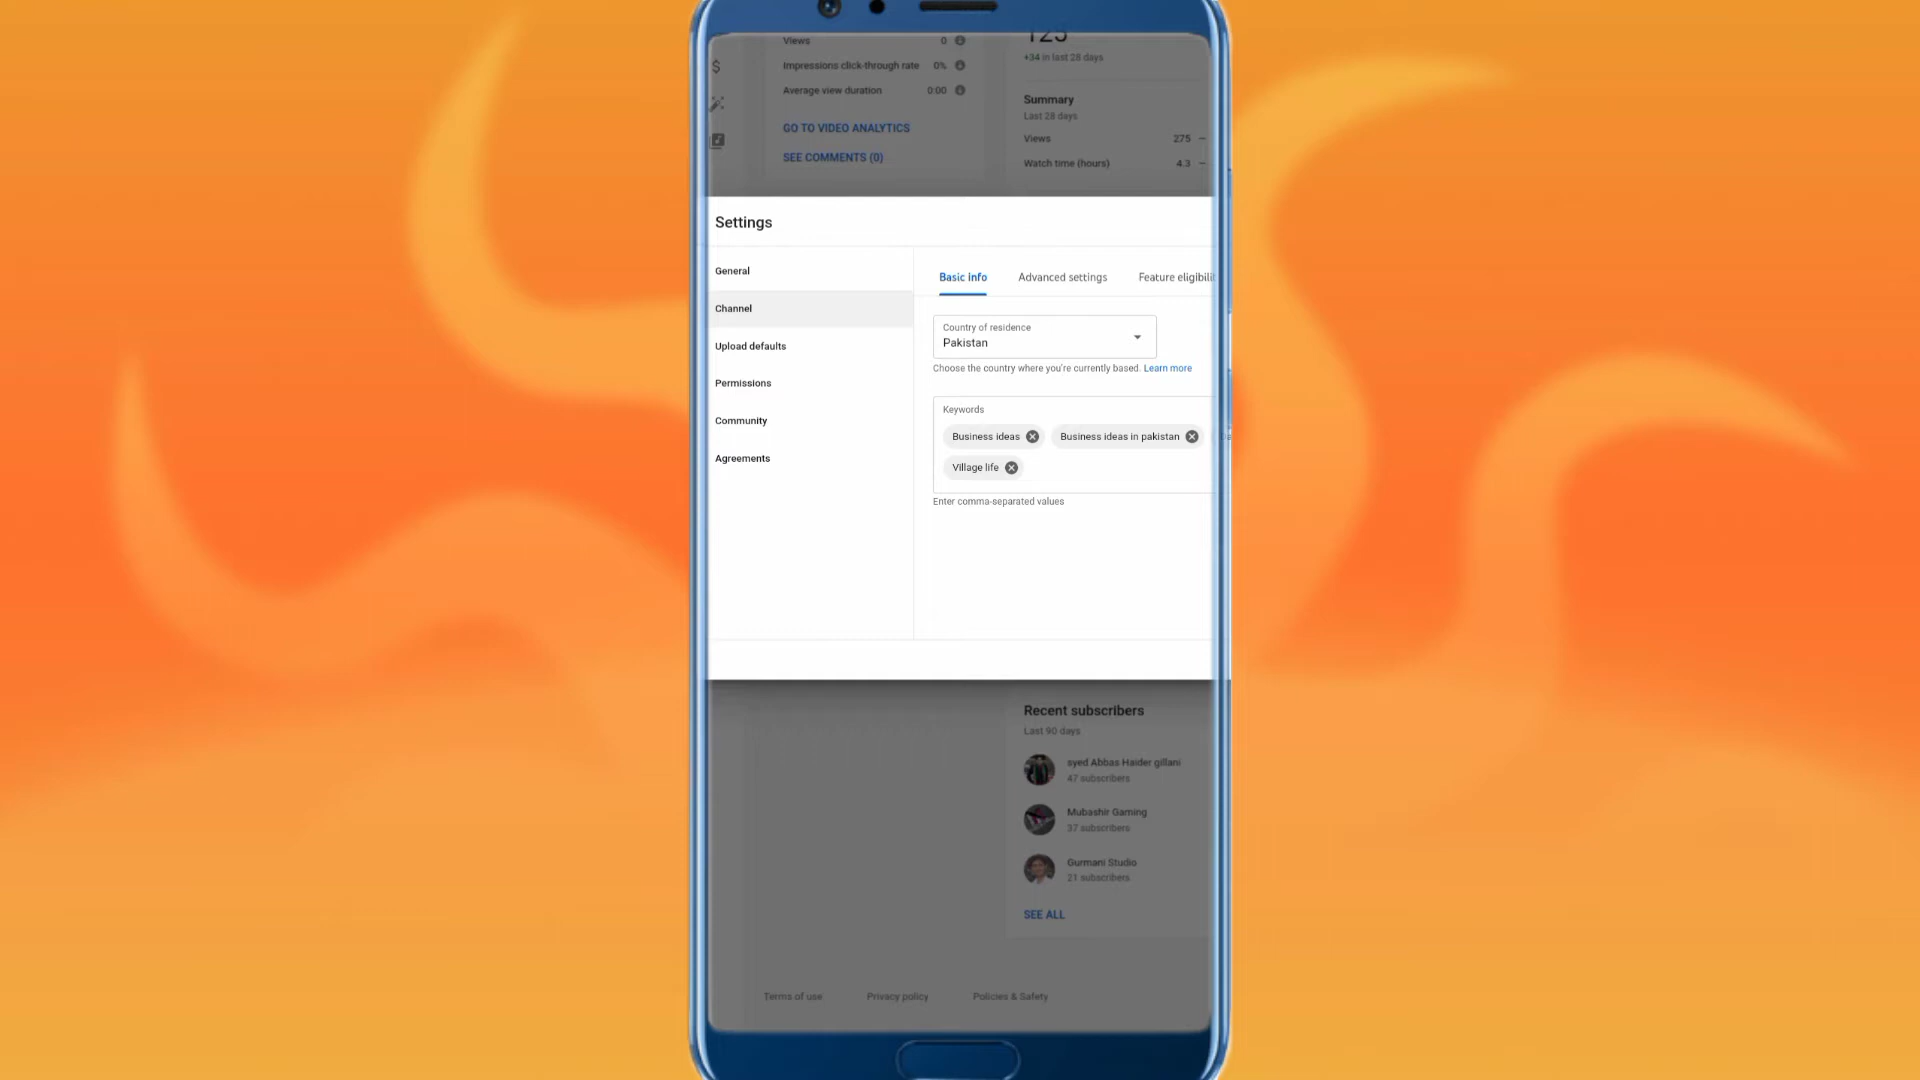 Views 0
Impressions click-through rate 0%
Average view duration 0:00
GO TO VIDEO ANALYTICS
SEE COMMENTS (0)
125
+34 in last 28 days
Summary
Last 28 days
Views 275 –
Watch time (hours) 4.3 –
Settings
General
Channel
Upload defaults
Permissions
Community
Agreements
Basic info Advanced settings Feature eligibili
Country of residence
Pakistan
Choose the country where you're currently based. Learn more
Keywords
Business ideas Business ideas in pakistan
Village life
Enter comma-separated values
Recent subscribers
Last 90 days
syed Abbas Haider gillani
47 subscribers
Mubashir Gaming
37 subscribers
Gurmani Studio
21 subscribers
SEE ALL
Terms of use Privacy policy Policies & Safety